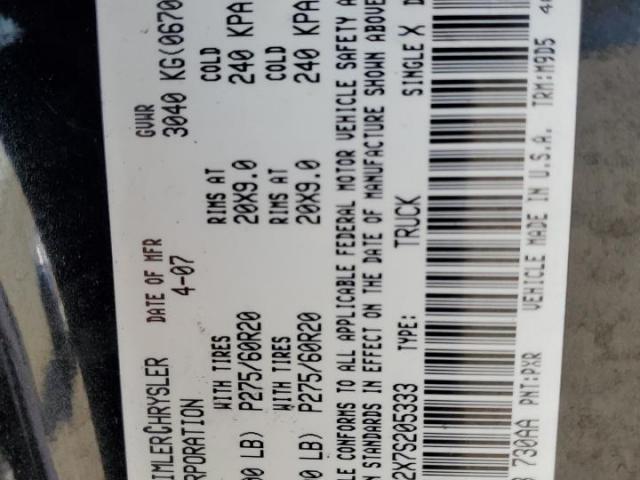 IMLERCHRYSLER DATE OF MFR GVWR
RPORATION 4-07 3040 KG(0670
WITH TIRES RIMS AT COLD
00 LB) P275/60R20 20X9.0 240 KPA
WITH TIRES RIMS AT COLD
0 LB) P275/60R20 20X9.0 240 KPA
LE CONFORMS TO ALL APPLICABLE FEDERAL MOTOR VEHICLE SAFETY A
N STANDARDS IN EFFECT ON THE DATE OF MANUFACTURE SHOWN ABOVE
2X7S205333 TYPE: TRUCK SINGLE X D
730AA PNT:PXR VEHICLE MADE IN U.S.A. TRM:M9D5